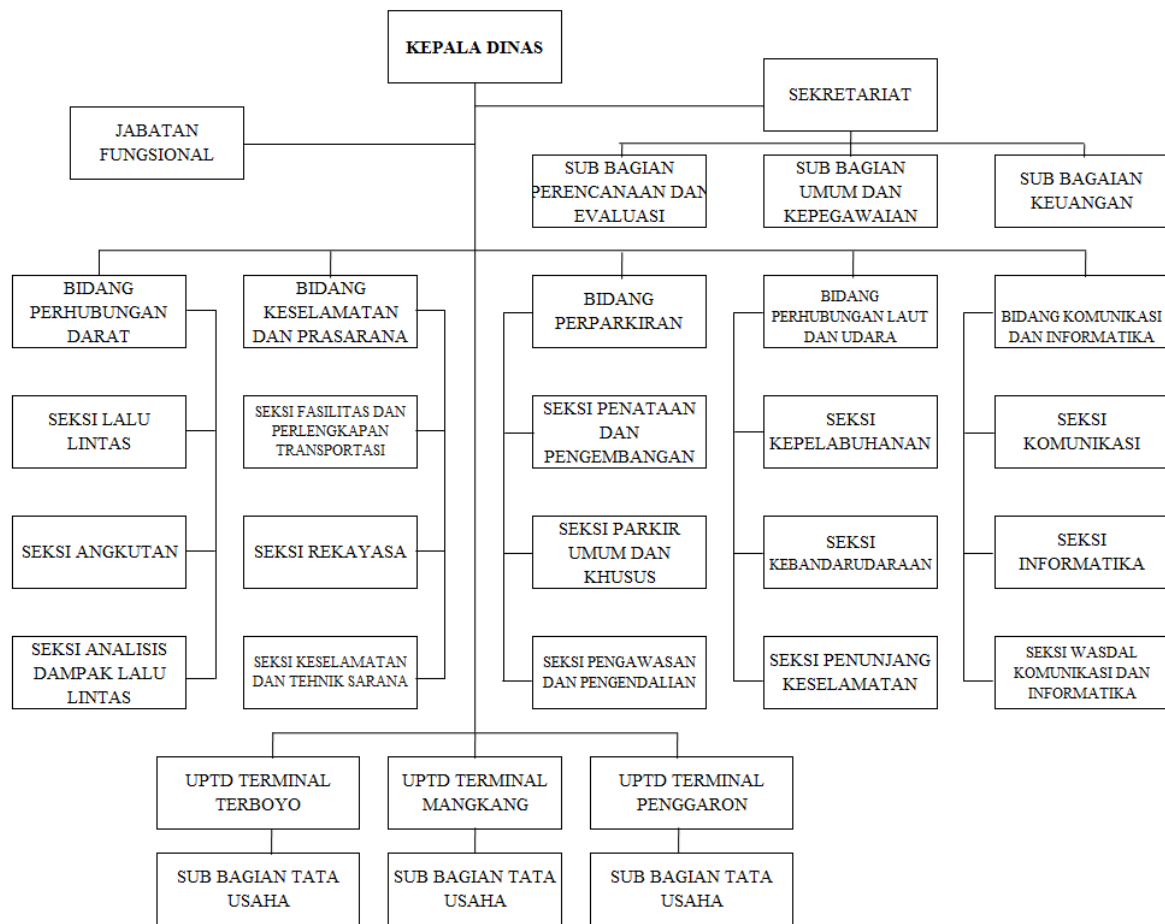 KEPALA DINAS
SEKRETARIAT
JABATAN
FUNGSIONAL
SUB BAGIAN
PERENCANAAN DAN
EVALUASI
SUB BAGIAN
UMUM DAN
KEPEGAWAIAN
SUB BAGAIAN
KEUANGAN
BIDANG
PERHUBUNGAN
DARAT
BIDANG
KESELAMATAN
DAN PRASARANA
BIDANG
PERPARKIRAN
BIDANG
PERHUBUNGAN LAUT
DAN UDARA
BIDANG KOMUNIKASI
DAN INFORMATIKA
SEKSI LALU
LINTAS
SEKSI FASILITAS DAN
PERLENGKAPAN
TRANSPORTASI
SEKSI PENATAAN
DAN
PENGEMBANGAN
SEKSI
KEPELABUHANAN
SEKSI
KOMUNIKASI
SEKSI ANGKUTAN
SEKSI REKAYASA
SEKSI PARKIR
UMUM DAN
KHUSUS
SEKSI
KEBANDARUDARAAN
SEKSI
INFORMATIKA
SEKSI ANALISIS
DAMPAK LALU
LINTAS
SEKSI KESELAMATAN
DAN TEHNIK SARANA
SEKSI PENGAWASAN
DAN PENGENDALIAN
SEKSI PENUNJANG
KESELAMATAN
SEKSI WASDAL
KOMUNIKASI DAN
INFORMATIKA
UPTD TERMINAL
TERBOYO
UPTD TERMINAL
MANGKANG
UPTD TERMINAL
PENGGARON
SUB BAGIAN TATA
USAHA
SUB BAGIAN TATA
USAHA
SUB BAGIAN TATA
USAHA